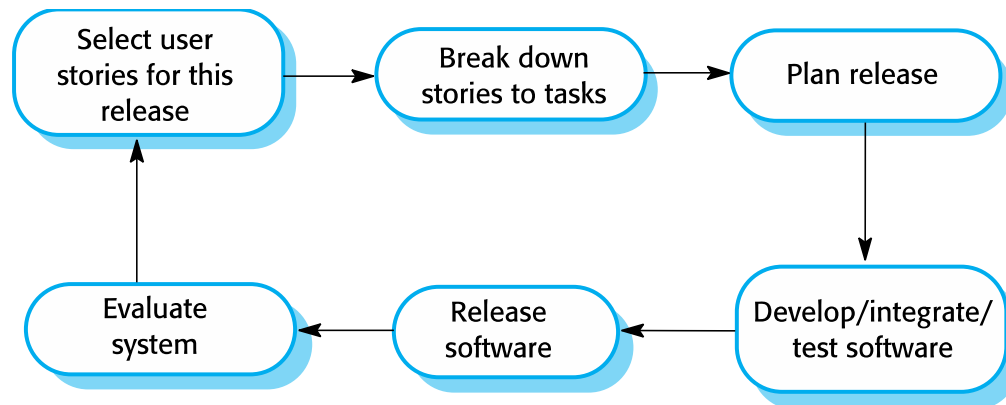 Select user
stories for this
release
Break down
stories to tasks
Plan release
Develop/integrate/
test software
Release
software
Evaluate
system